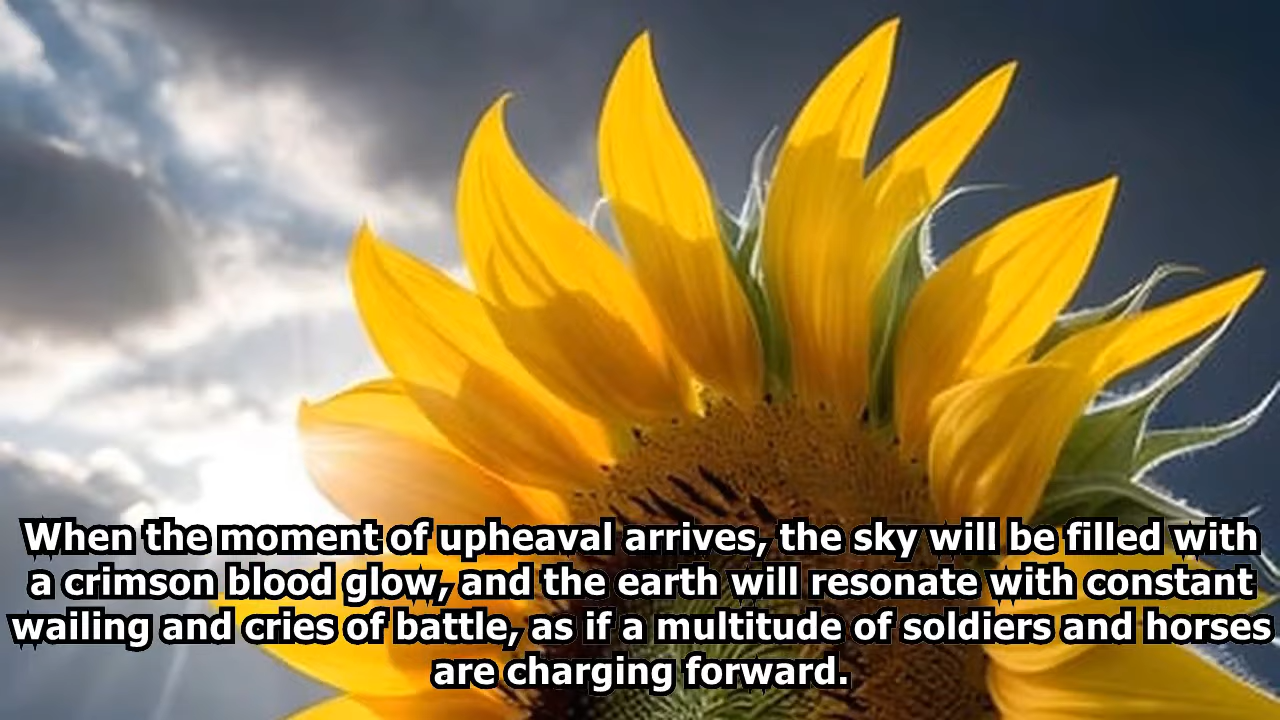 When the moment of upheaval arrives, the sky will be filled with
a crimson blood glow, and the earth will resonate with constant
wailing and cries of battle, as if a multitude of soldiers and horses
are charging forward.